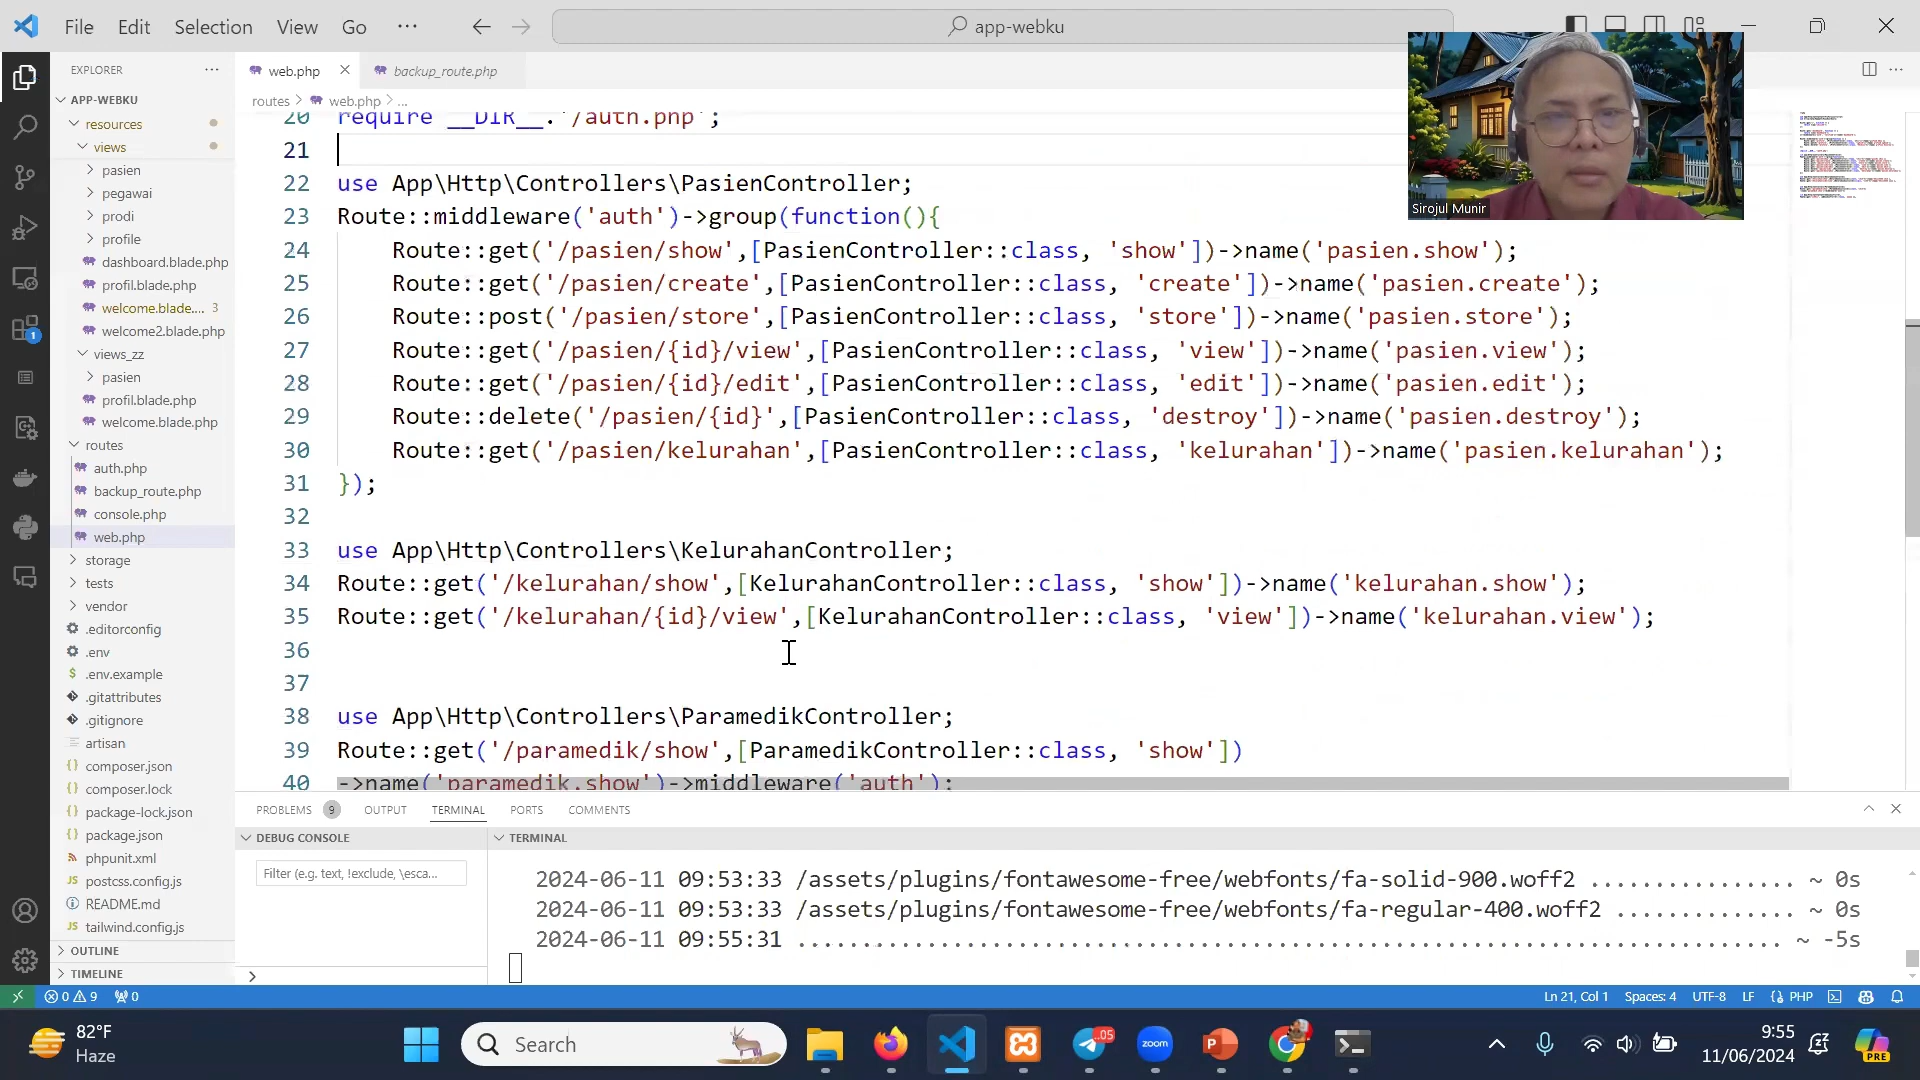 File Edit Selection View Go ··· app-webku
EXPLORER ···
APP-WEBKU
resources
views
pasien
pegawai
prodi
profile
dashboard.blade.php
profil.blade.php
welcome.blade.... 3
welcome2.blade.php
views_zz
pasien
profil.blade.php
welcome.blade.php
routes
auth.php
backup_route.php
console.php
web.php
storage
tests
vendor
.editorconfig
.env
.env.example
.gitattributes
.gitignore
artisan
composer.json
composer.lock
package-lock.json
package.json
phpunit.xml
postcss.config.js
README.md
tailwind.config.js
OUTLINE
TIMELINE
1
web.php backup_route.php
routes > web.php > ...
20 require __DIR__.'/auth.php';
21
22 use App\Http\Controllers\PasienController;
23 Route::middleware('auth')->group(function(){
24 Route::get('/pasien/show',[PasienController::class, 'show'])->name('pasien.show');
25 Route::get('/pasien/create',[PasienController::class, 'create'])->name('pasien.create');
26 Route::post('/pasien/store',[PasienController::class, 'store'])->name('pasien.store');
27 Route::get('/pasien/{id}/view',[PasienController::class, 'view'])->name('pasien.view');
28 Route::get('/pasien/{id}/edit',[PasienController::class, 'edit'])->name('pasien.edit');
29 Route::delete('/pasien/{id}',[PasienController::class, 'destroy'])->name('pasien.destroy');
30 Route::get('/pasien/kelurahan',[PasienController::class, 'kelurahan'])->name('pasien.kelurahan');
31 });
32
33 use App\Http\Controllers\KelurahanController;
34 Route::get('/kelurahan/show',[KelurahanController::class, 'show'])->name('kelurahan.show');
35 Route::get('/kelurahan/{id}/view',[KelurahanController::class, 'view'])->name('kelurahan.view');
36
37
38 use App\Http\Controllers\ParamedikController;
39 Route::get('/paramedik/show',[ParamedikController::class, 'show'])
40 ->name('paramedik.show')->middleware('auth');
Sirojul Munir
PROBLEMS 9 OUTPUT TERMINAL PORTS COMMENTS
DEBUG CONSOLE
Filter (e.g. text, !exclude, \esca...
TERMINAL
2024-06-11 09:53:33 /assets/plugins/fontawesome-free/webfonts/fa-solid-900.woff2 ............... ~ 0s
2024-06-11 09:53:33 /assets/plugins/fontawesome-free/webfonts/fa-regular-400.woff2 ............. ~ 0s
2024-06-11 09:55:31 ........................................................................ ~ -5s
0 9 0 Ln 21, Col 1 Spaces: 4 UTF-8 LF PHP
82°F
Haze
Search
05
zoom
9:55
11/06/2024
PRE